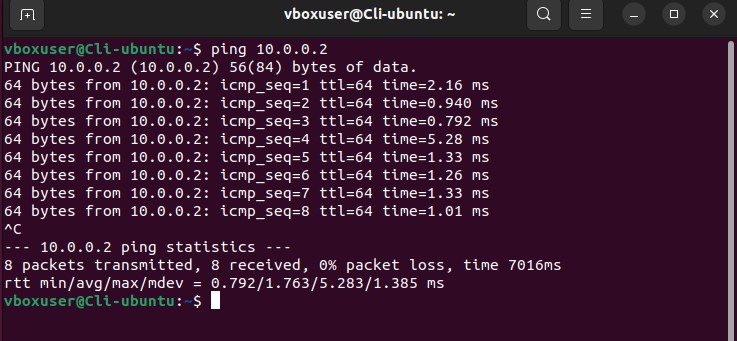 vboxuser@Cli-ubuntu: ~
vboxuser@Cli-ubuntu:~$ ping 10.0.0.2
PING 10.0.0.2 (10.0.0.2) 56(84) bytes of data.
64 bytes from 10.0.0.2: icmp_seq=1 ttl=64 time=2.16 ms
64 bytes from 10.0.0.2: icmp_seq=2 ttl=64 time=0.940 ms
64 bytes from 10.0.0.2: icmp_seq=3 ttl=64 time=0.792 ms
64 bytes from 10.0.0.2: icmp_seq=4 ttl=64 time=5.28 ms
64 bytes from 10.0.0.2: icmp_seq=5 ttl=64 time=1.33 ms
64 bytes from 10.0.0.2: icmp_seq=6 ttl=64 time=1.26 ms
64 bytes from 10.0.0.2: icmp_seq=7 ttl=64 time=1.33 ms
64 bytes from 10.0.0.2: icmp_seq=8 ttl=64 time=1.01 ms
^C
--- 10.0.0.2 ping statistics ---
8 packets transmitted, 8 received, 0% packet loss, time 7016ms
rtt min/avg/max/mdev = 0.792/1.763/5.283/1.385 ms
vboxuser@Cli-ubuntu:~$